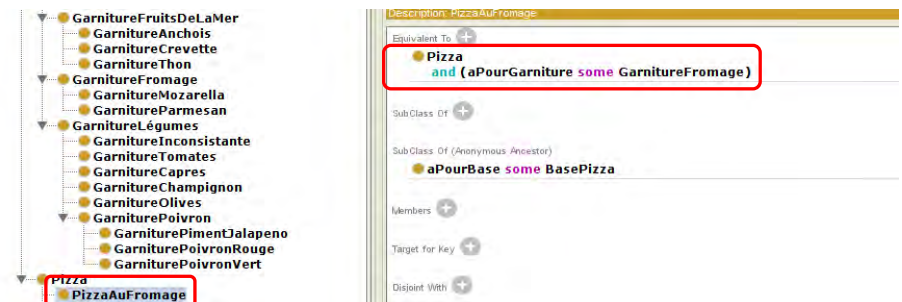 GarnitureFruitsDeLaMer
GarnitureAnchois
GarnitureCrevette
GarnitureThon
GarnitureFromage
GarnitureMozarella
GarnitureParmesan
GarnitureLégumes
GarnitureInconsistante
GarnitureTomates
GarnitureCapres
GarnitureChampignon
GarnitureOlives
GarniturePoivron
GarniturePimentJalapeno
GarniturePoivronRouge
GarniturePoivronVert
Pizza
PizzaAuFromage
Description: PizzaAuFromage
Equivalent To
Pizza
and (aPourGarniture some GarnitureFromage)
SubClass Of
SubClass Of (Anonymous Ancestor)
aPourBase some BasePizza
Members
Target for Key
Disjoint With